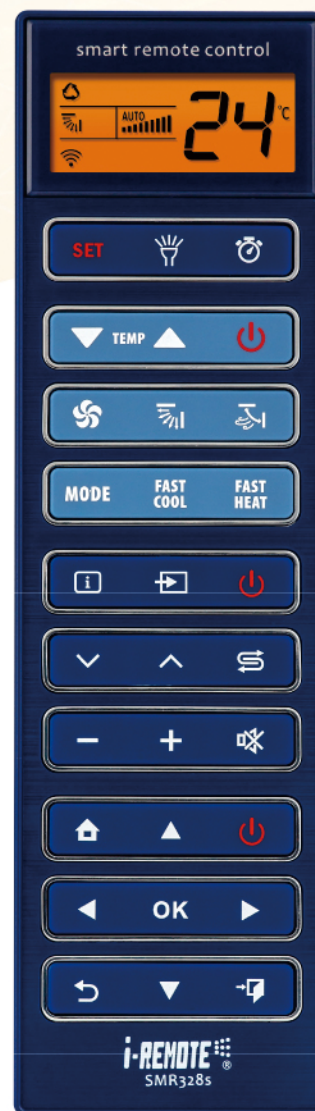 smart remote control
AUTO
24°C
SET
TEMP
MODE FAST COOL FAST HEAT
i
OK
i-REMOTE ®
SMR328s